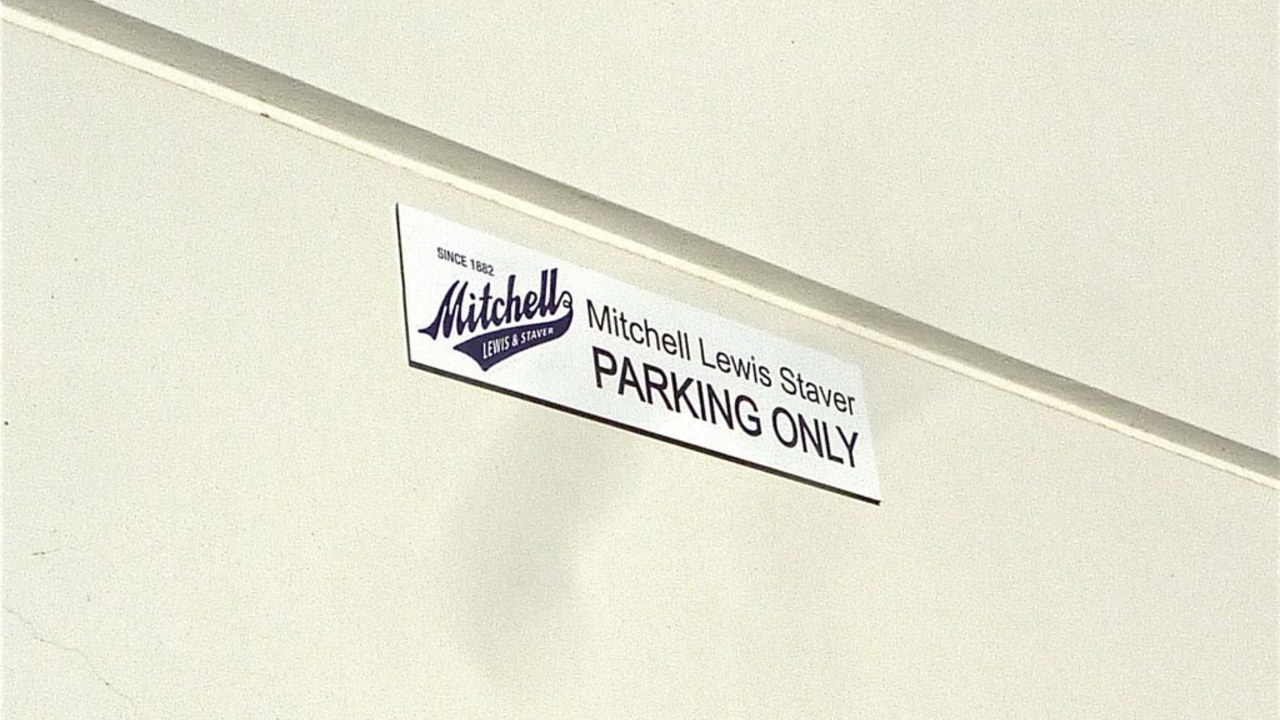 SINCE 1882
Mitchell
LEWIS & STAVER
Mitchell Lewis Staver
PARKING ONLY